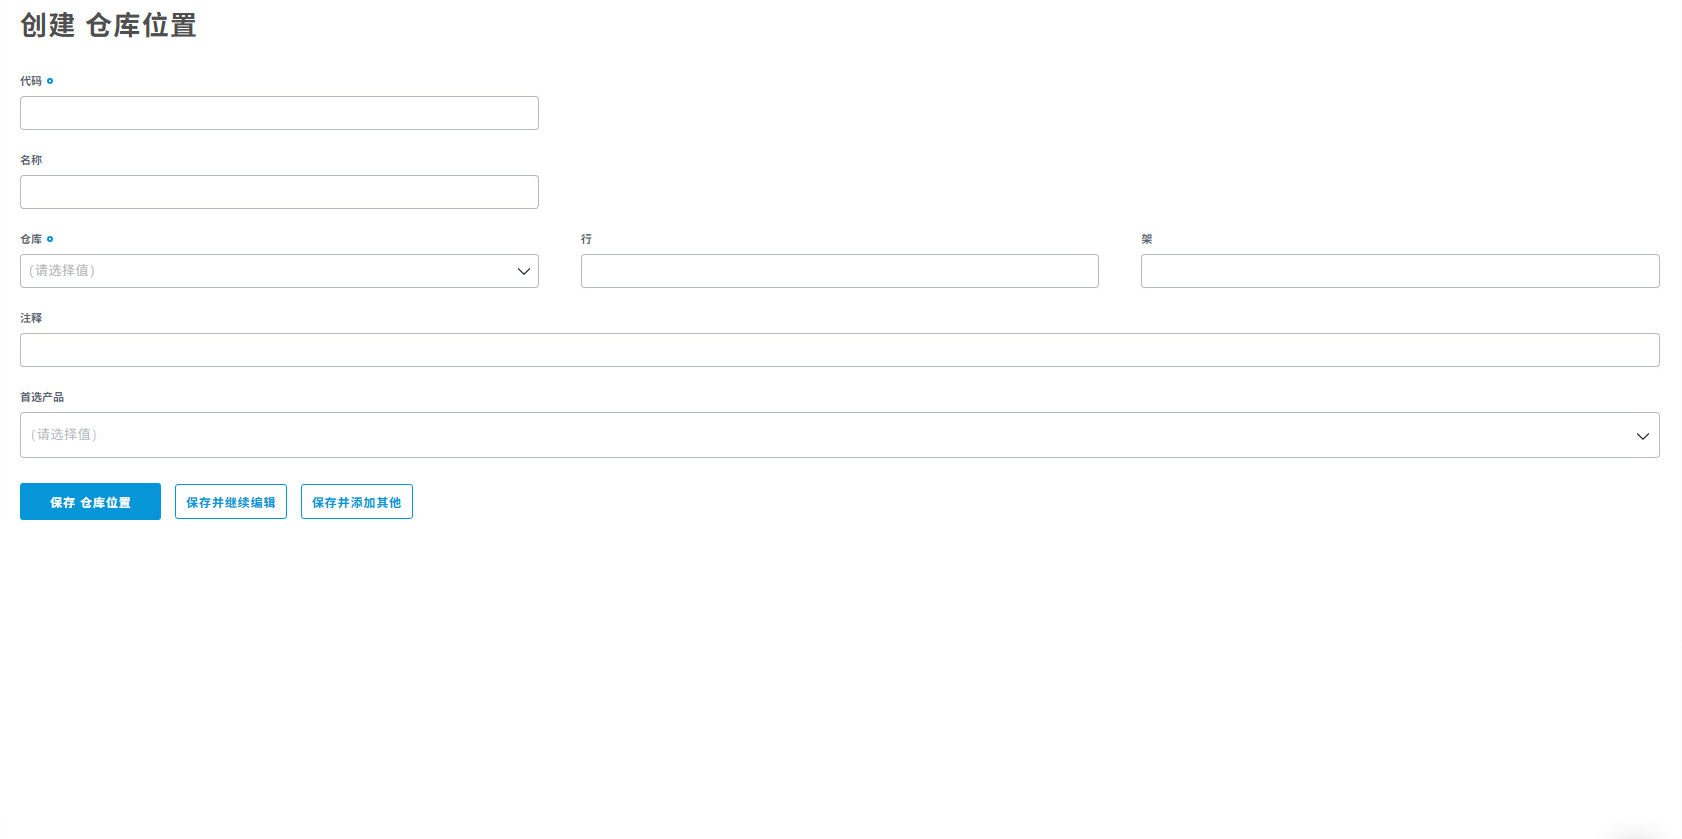 创建 仓库位置
代码
名称
仓库 行 架
(请选择值)
注释
首选产品
(请选择值)
保存 仓库位置 保存并继续编辑 保存并添加其他